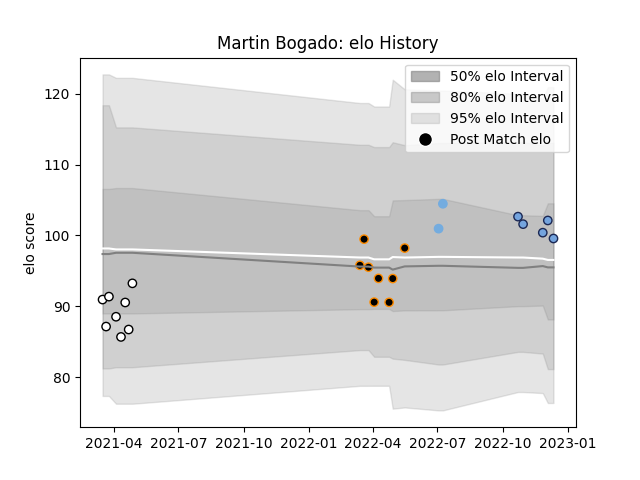 Martin Bogado: elo History
50% elo Interval
80% elo Interval
95% elo Interval
Post Match elo
elo score
120
110
100
90
80
2021-04 2021-07 2021-10 2022-01 2022-04 2022-07 2022-10 2023-01